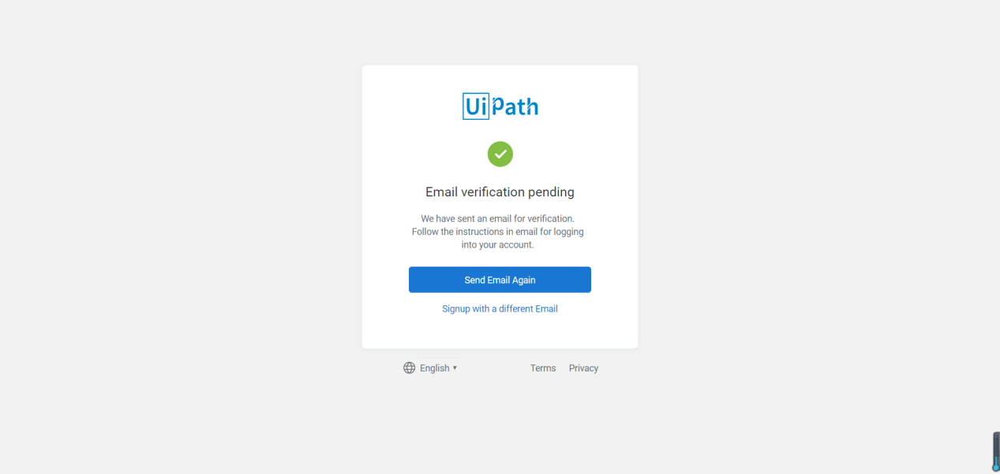 UiPath
Email verification pending
We have sent an email for verification.
Follow the instructions in email for logging
into your account.
Send Email Again
Signup with a different Email
English
Terms
Privacy